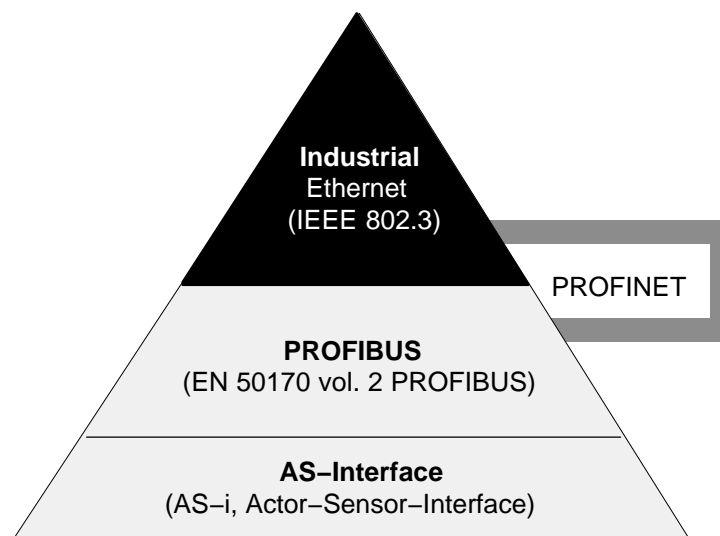 Industrial
Ethernet
(IEEE 802.3)
PROFINET
PROFIBUS
(EN 50170 vol. 2 PROFIBUS)
AS−Interface
(AS−i, Actor−Sensor−Interface)